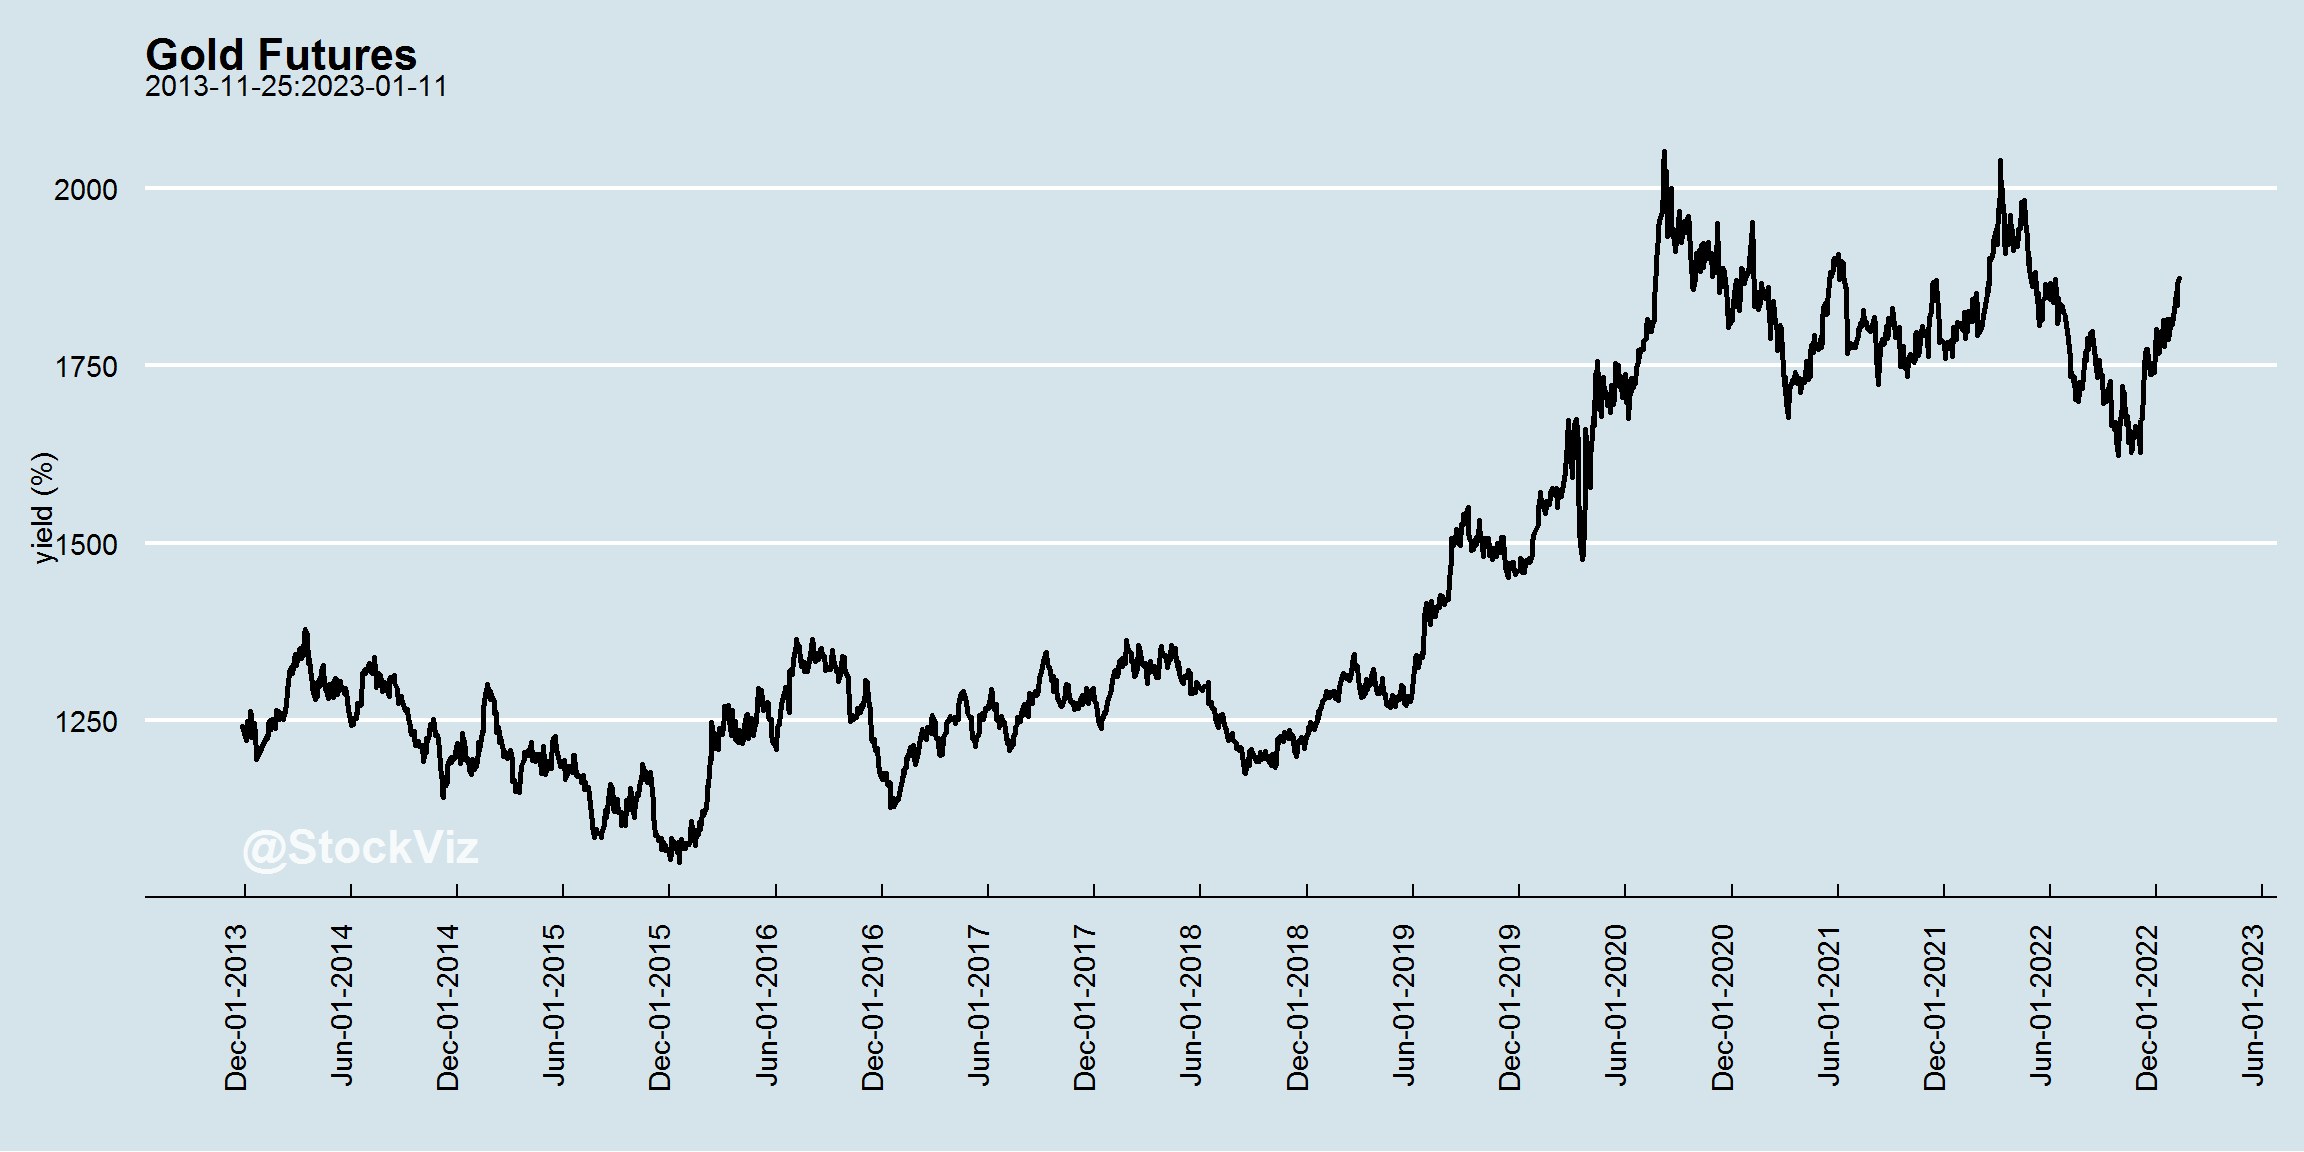 Gold Futures
2013-11-25:2023-01-11
2000
1750
1500
1250
yield (%)
@StockViz
Dec-01-2013
Jun-01-2014
Dec-01-2014
Jun-01-2015
Dec-01-2015
Jun-01-2016
Dec-01-2016
Jun-01-2017
Dec-01-2017
Jun-01-2018
Dec-01-2018
Jun-01-2019
Dec-01-2019
Jun-01-2020
Dec-01-2020
Jun-01-2021
Dec-01-2021
Jun-01-2022
Dec-01-2022
Jun-01-2023